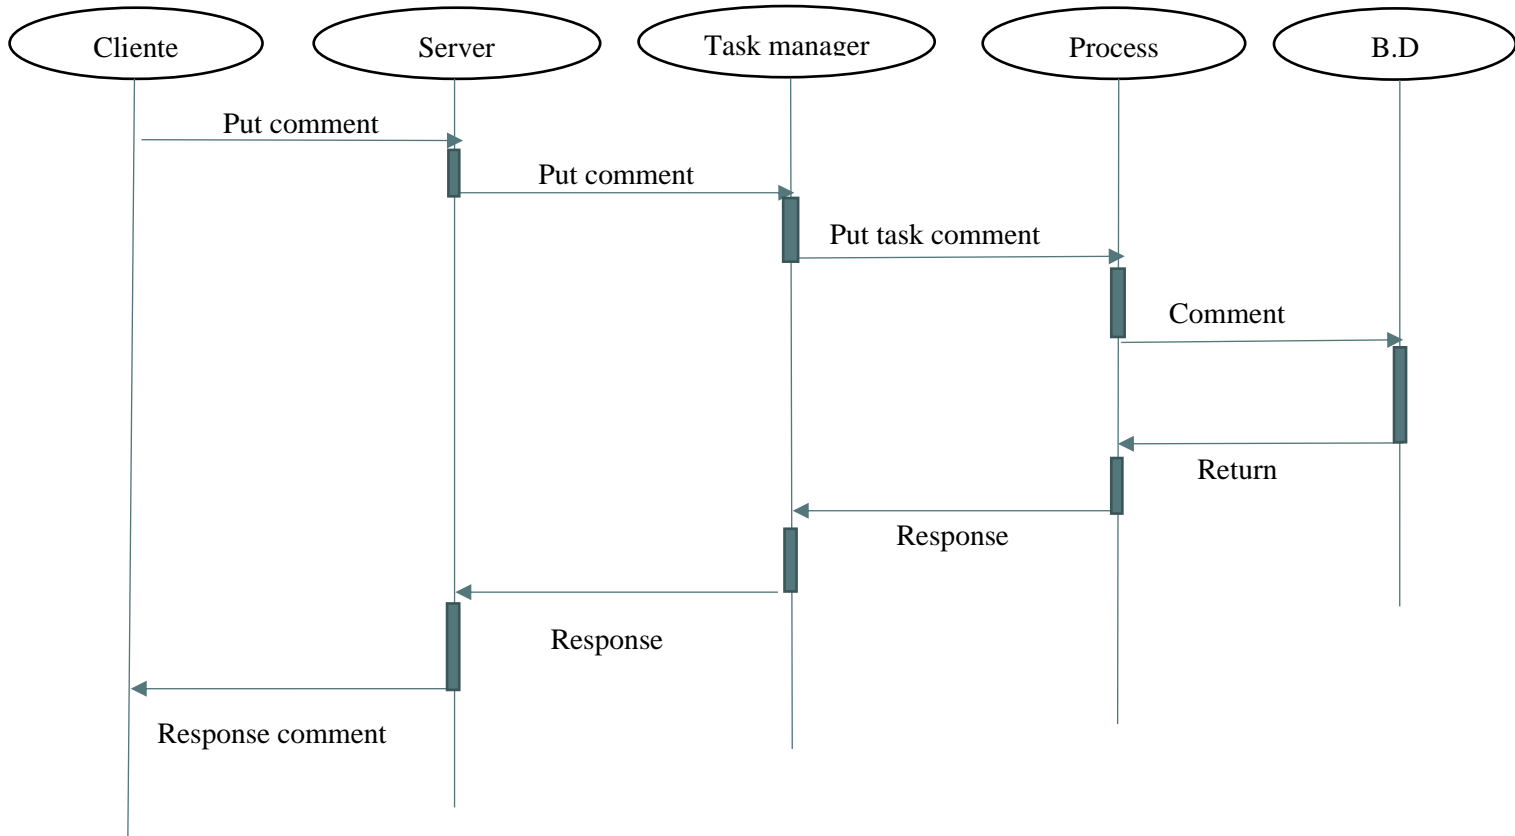 Cliente
Server
Task manager
Process
B.D
Put comment
Put comment
Put task comment
Comment
Return
Response
Response
Response comment